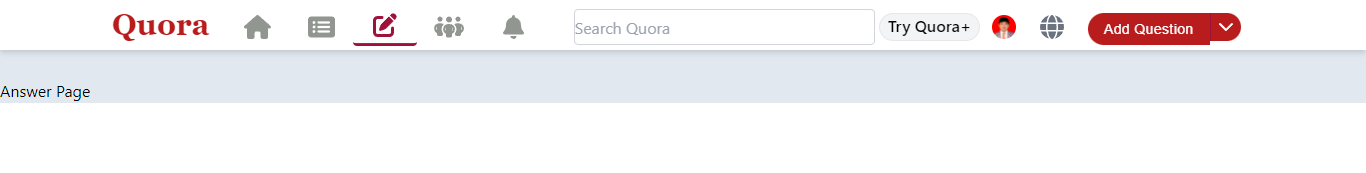 Quora
Search Quora
Try Quora+
Add Question
Answer Page